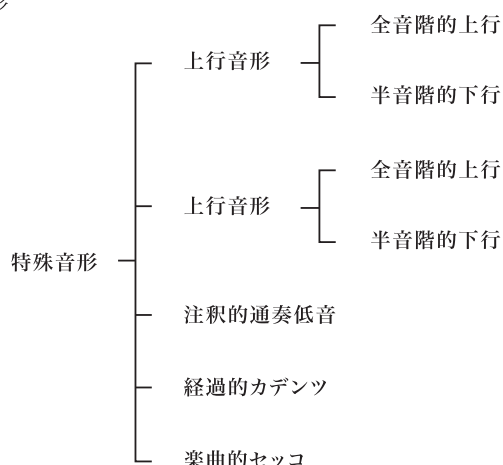 特殊音形
上行音形
全音階的上行
半音階的下行
上行音形
全音階的上行
半音階的下行
注釈的通奏低音
経過的カデンツ
楽曲的セッコ